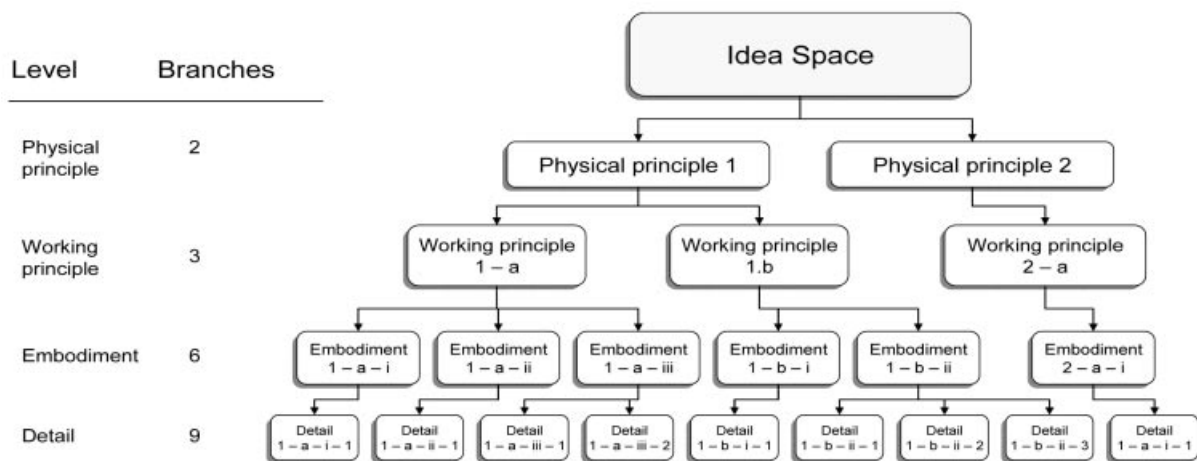 Idea Space
Level Branches
Physical
principle
2
Physical principle 1 Physical principle 2
Working
principle
3
Working principle
1 – a
Working principle
1.b
Working principle
2 – a
Embodiment 6
Embodiment
1 – a – i
Embodiment
1 – a – ii
Embodiment
1 – a – iii
Embodiment
1 – b – i
Embodiment
1 – b – ii
Embodiment
2 – a – i
Detail 9
Detail
1 – a – i – 1
Detail
1 – a – ii – 1
Detail
1 – a – iii – 1
Detail
1 – a – iii – 2
Detail
1 – b – i – 1
Detail
1 – b – ii – 1
Detail
1 – b – ii – 2
Detail
1 – b – ii – 3
Detail
1 – a – i – 1